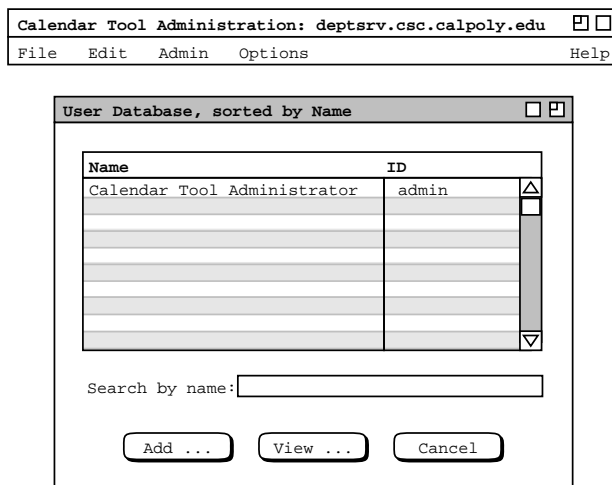 Calendar Tool Administration: deptsrv.csc.calpoly.edu
File Edit Admin Options Help
User Database, sorted by Name
Name ID
Calendar Tool Administrator admin
Search by name:
Add ... View ... Cancel